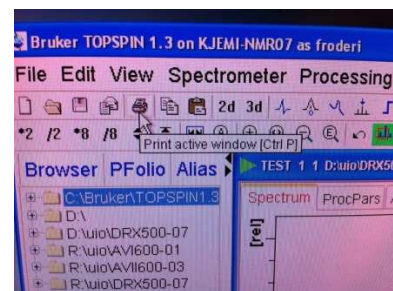 Bruker TOPSPIN 1.3 on KJEMI-NMR07 as froderi
File Edit View Spectrometer Processing
2d 3d
*2 /2 *8 /8
Print active window [Ctrl P]
Browser PFolio Alias
TEST 1 1 D:\uio\DRX50
C:\Bruker\TOPSPIN1.3
Spectrum ProcPars A
D:\
D:\uio\DRX500-07
R:\uio\AVI600-01
R:\uio\AVII600-03
R:\uio\DRX500-07
[rel]